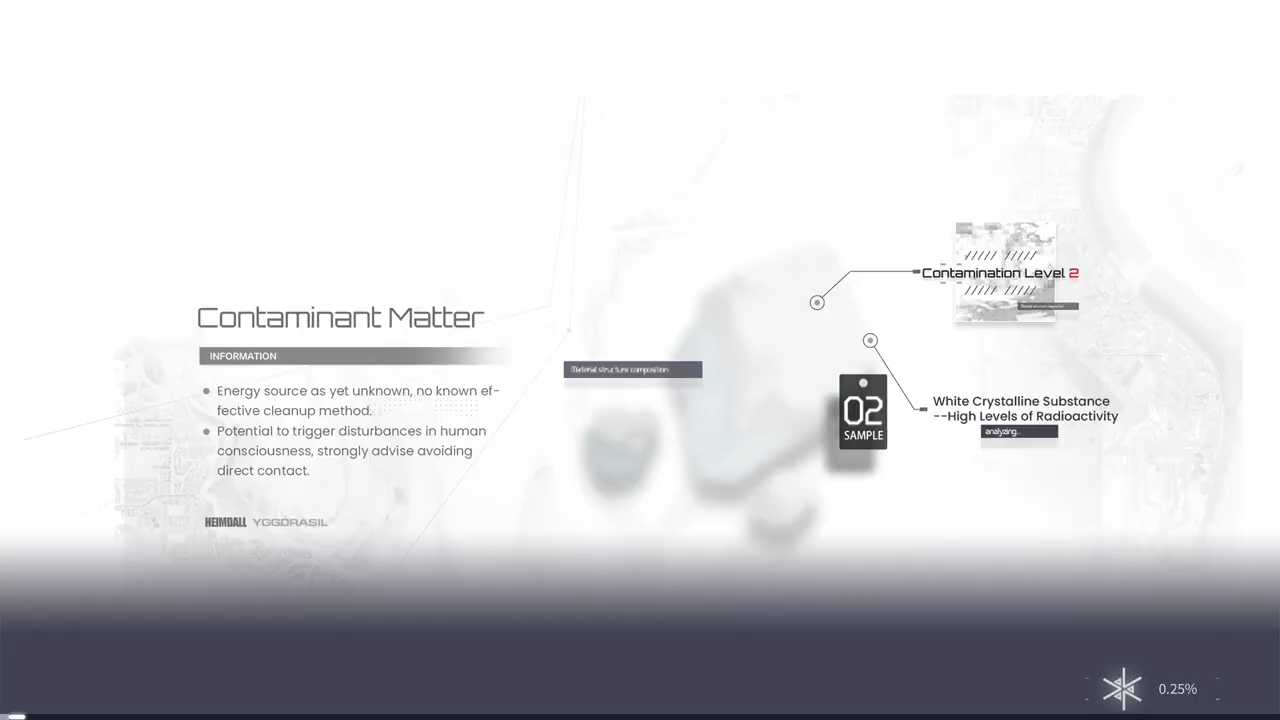 Contamination Level 2
Contaminant Matter
INFORMATION
Material structure composition
Energy source as yet unknown, no known ef-
fective cleanup method.
Potential to trigger disturbances in human
consciousness, strongly advise avoiding
direct contact.
02
SAMPLE
White Crystalline Substance
--High Levels of Radioactivity
analyzing...
HEIMDALL YGGDRASIL
0.25%